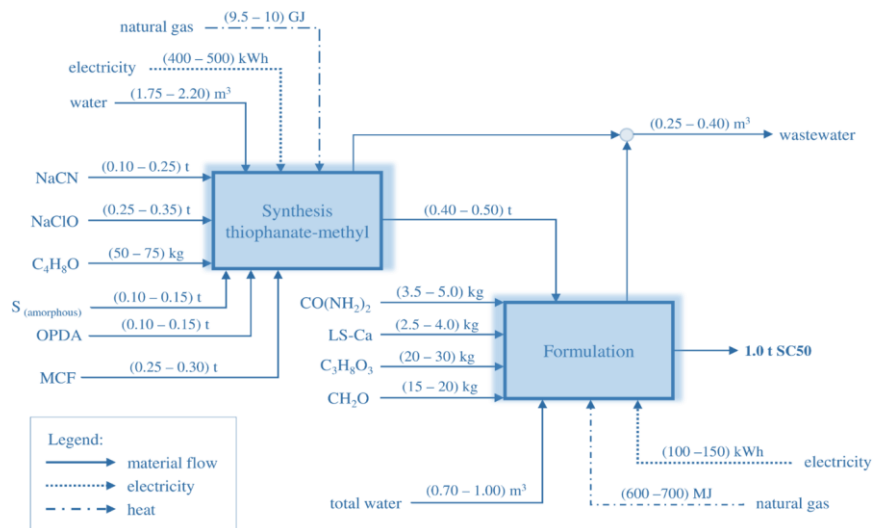 natural gas (9.5 – 10) GJ
electricity (400 – 500) kWh
water (1.75 – 2.20) m³
(0.25 – 0.40) m³ wastewater
NaCN (0.10 – 0.25) t
NaClO (0.25 – 0.35) t
C₄H₈O (50 – 75) kg
Synthesis
thiophanate-methyl
(0.40 – 0.50) t
S (amorphous) (0.10 – 0.15) t
OPDA (0.10 – 0.15) t
MCF (0.25 – 0.30) t
CO(NH₂)₂ (3.5 – 5.0) kg
LS-Ca (2.5 – 4.0) kg
C₃H₈O₃ (20 – 30) kg
CH₂O (15 – 20) kg
Formulation
1.0 t SC50
(100 –150) kWh electricity
total water (0.70 – 1.00) m³
(600 –700) MJ natural gas
Legend:
material flow
electricity
heat